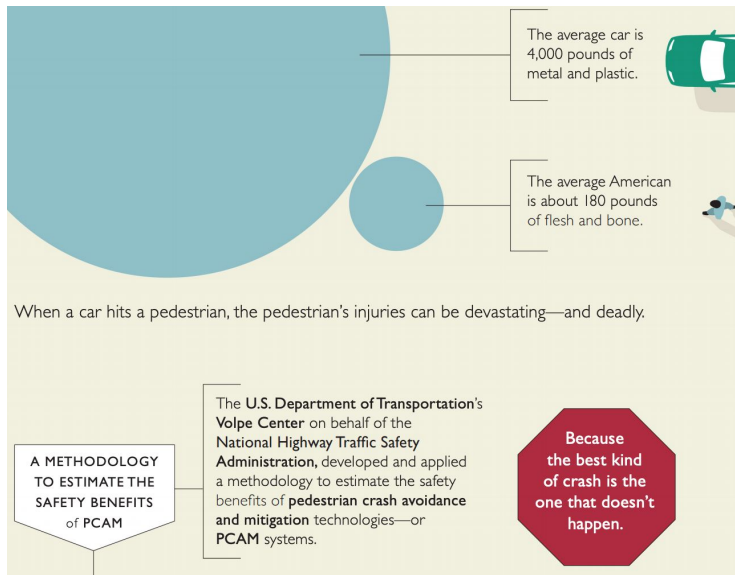 The average car is
4,000 pounds of
metal and plastic.
The average American
is about 180 pounds
of flesh and bone.
When a car hits a pedestrian, the pedestrian’s injuries can be devastating—and deadly.
A METHODOLOGY
TO ESTIMATE THE
SAFETY BENEFITS
of PCAM
The U.S. Department of Transportation’s
Volpe Center on behalf of the
National Highway Traffic Safety
Administration, developed and applied
a methodology to estimate the safety
benefits of pedestrian crash avoidance
and mitigation technologies—or
PCAM systems.
Because
the best kind
of crash is the
one that doesn’t
happen.